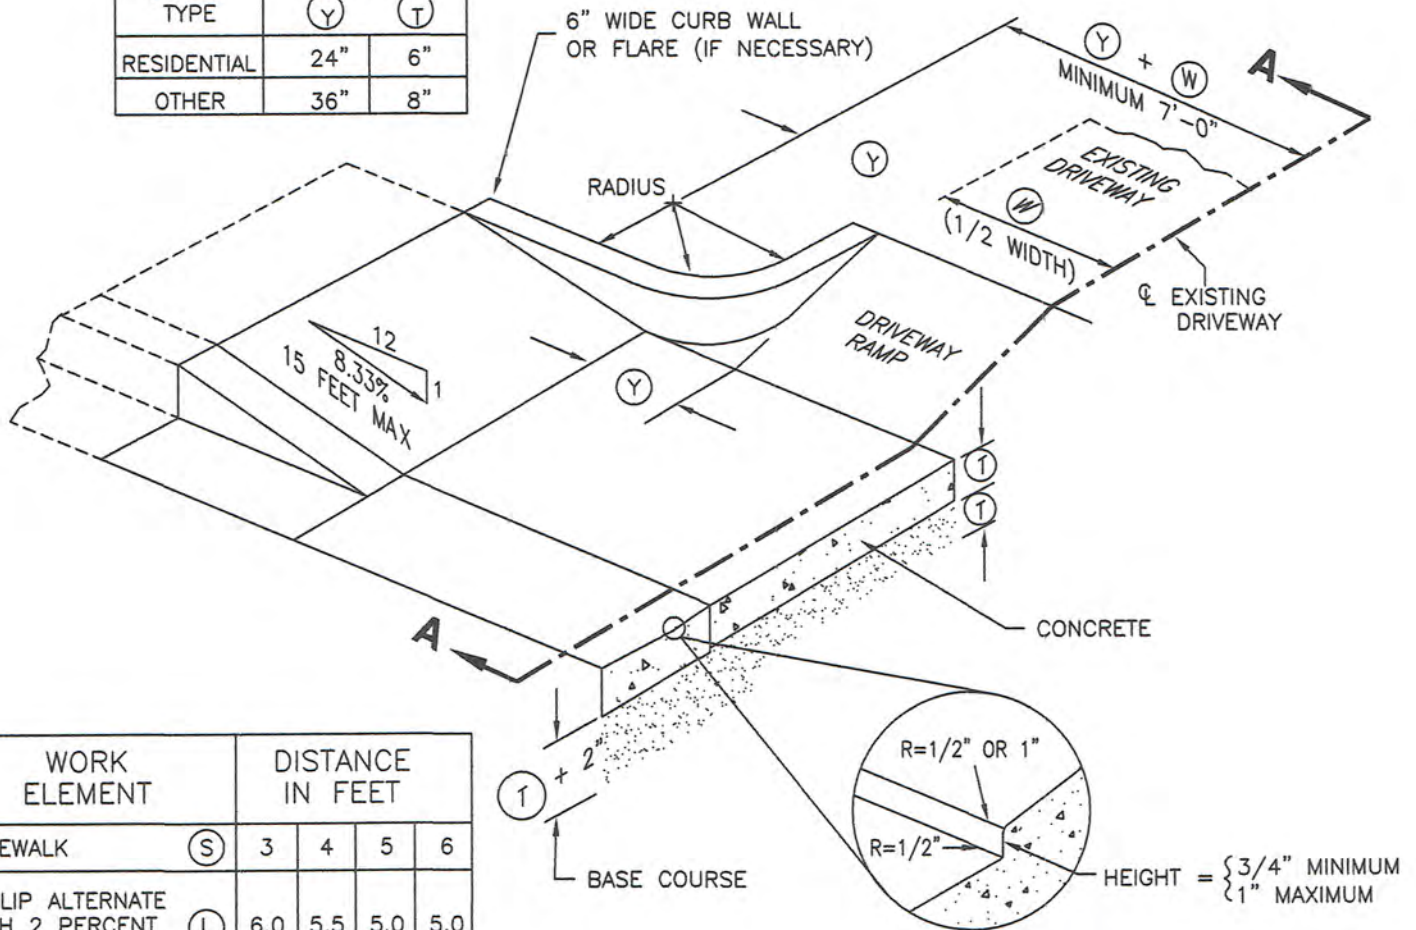 TYPE Y T
RESIDENTIAL 24" 6"
OTHER 36" 8"
6" WIDE CURB WALL
OR FLARE (IF NECESSARY)
Y + W
MINIMUM 7'-0"
A
Y
EXISTING
DRIVEWAY
RADIUS
W
(1/2 WIDTH)
℄ EXISTING
DRIVEWAY
12
8.33%
1
15 FEET MAX
DRIVEWAY
RAMP
Y
T
T
CONCRETE
A
T + 2"
BASE COURSE
R=1/2" OR 1"
R=1/2"
HEIGHT = { 3/4" MINIMUM
1" MAXIMUM
WORK
ELEMENT
DISTANCE
IN FEET
EWALK S 3 4 5 6
LIP ALTERNATE
H 2 PERCENT L 6.0 5.5 5.0 5.0